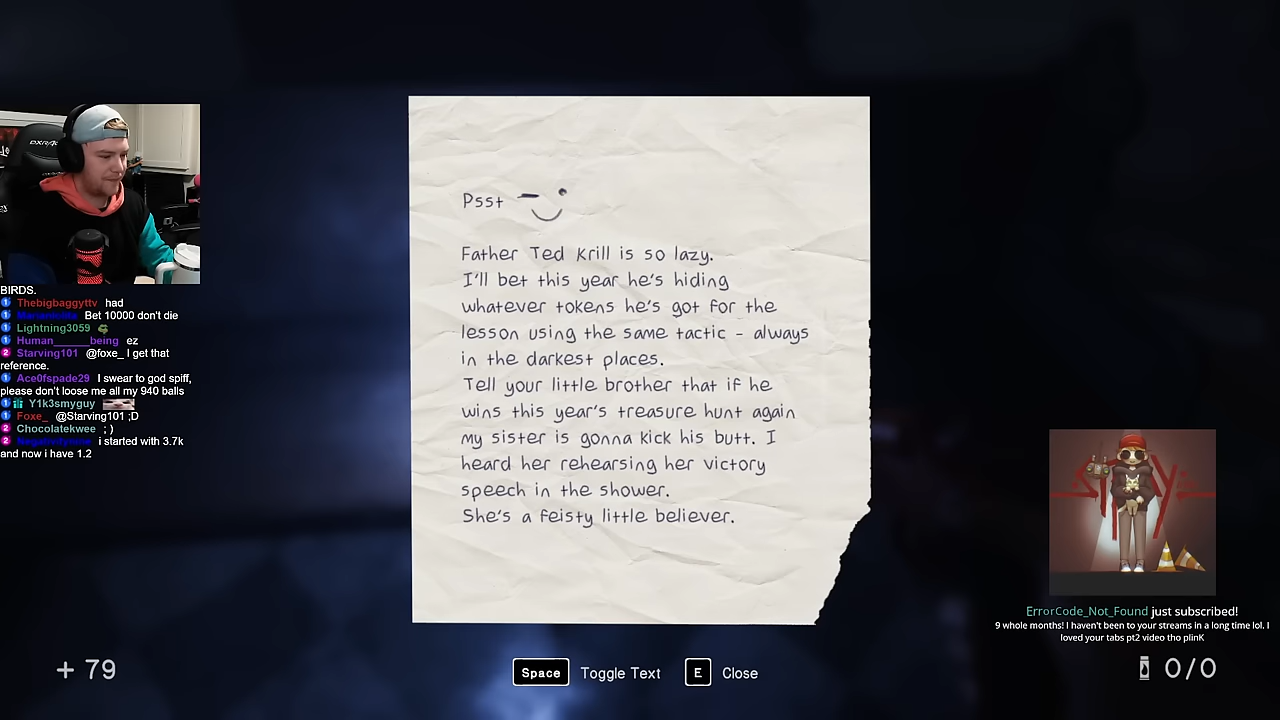 Psst
Father Ted Krill is so lazy.
I'll bet this year he's hiding
whatever tokens he's got for the
lesson using the same tactic - always
in the darkest places.
Tell your little brother that if he
wins this year's treasure hunt again
my sister is gonna kick his butt. I
heard her rehearsing her victory
speech in the shower.
She's a feisty little believer.
BIRDS.
Thebigbaggyttv had
Bet 10000 don't die
Lightning3059
Human______being ez
Starving101 @foxe_ I get that
reference.
Ace0fspade29 I swear to god spiff,
please don't loose me all my 940 balls
Y1k3smyguy
Foxe_ @Starving101 ;D
Chocolatekwee ; )
i started with 3.7k
and now i have 1.2
ErrorCode_Not_Found just subscribed!
9 whole months! I haven't been to your streams in a long time lol. I
loved your tabs pt2 video tho plinK
+ 79
Space Toggle Text E Close
0/0